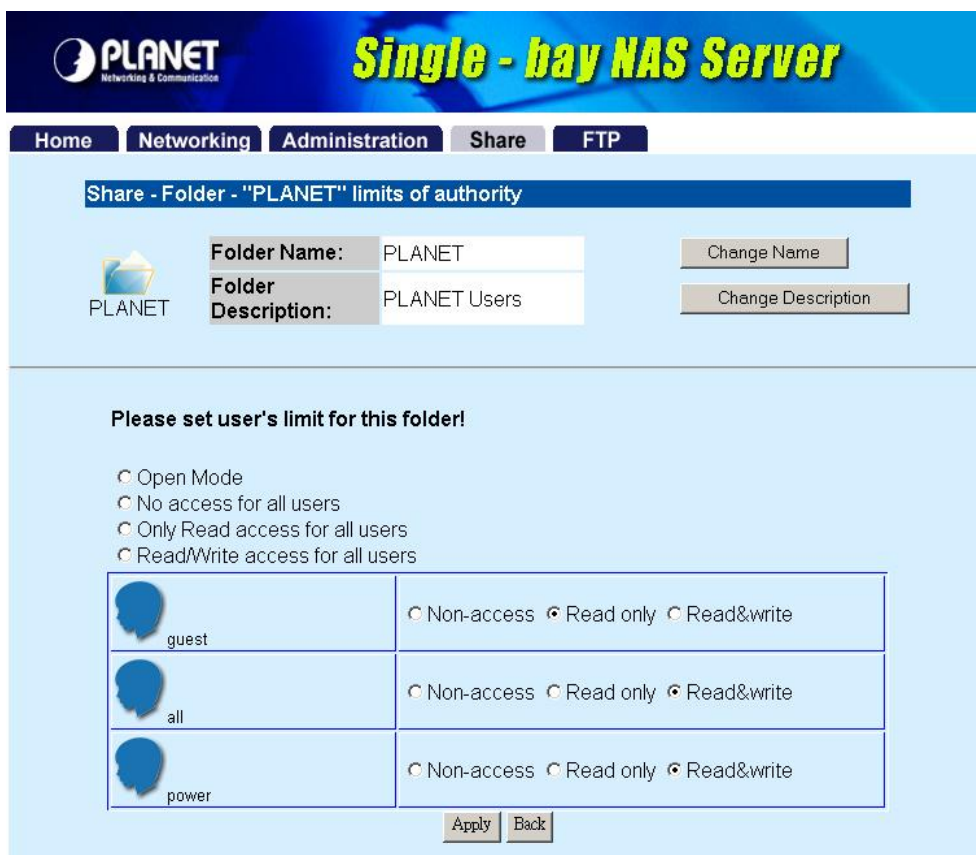 PLANET
Networking & Communication
Single - bay NAS Server
Home Networking Administration Share FTP
Share - Folder - "PLANET" limits of authority
PLANET
Folder Name: PLANET
Change Name
Folder Description: PLANET Users
Change Description
Please set user's limit for this folder!
Open Mode
No access for all users
Only Read access for all users
Read/Write access for all users
guest
Non-access Read only Read&write
all
Non-access Read only Read&write
power
Non-access Read only Read&write
Apply Back